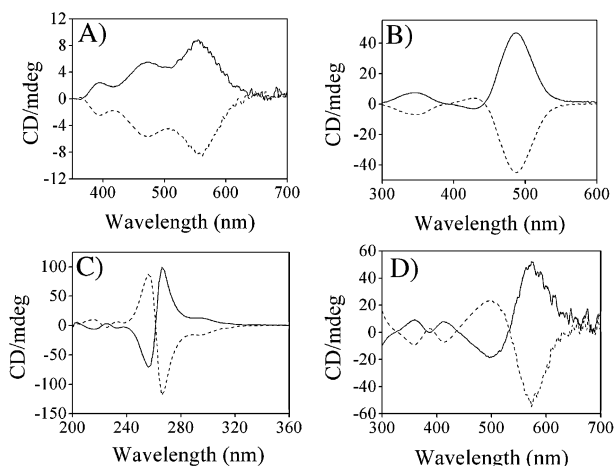 A)
CD/mdeg
12
8
4
0
-4
-8
-12
400 500 600 700
Wavelength (nm)
B)
CD/mdeg
40
20
0
-20
-40
300 400 500 600
Wavelength (nm)
C)
CD/mdeg
100
50
0
-50
-100
-150
200 240 280 320 360
Wavelength (nm)
D)
CD/mdeg
60
40
20
0
-20
-40
-60
300 400 500 600 700
Wavelength (nm)